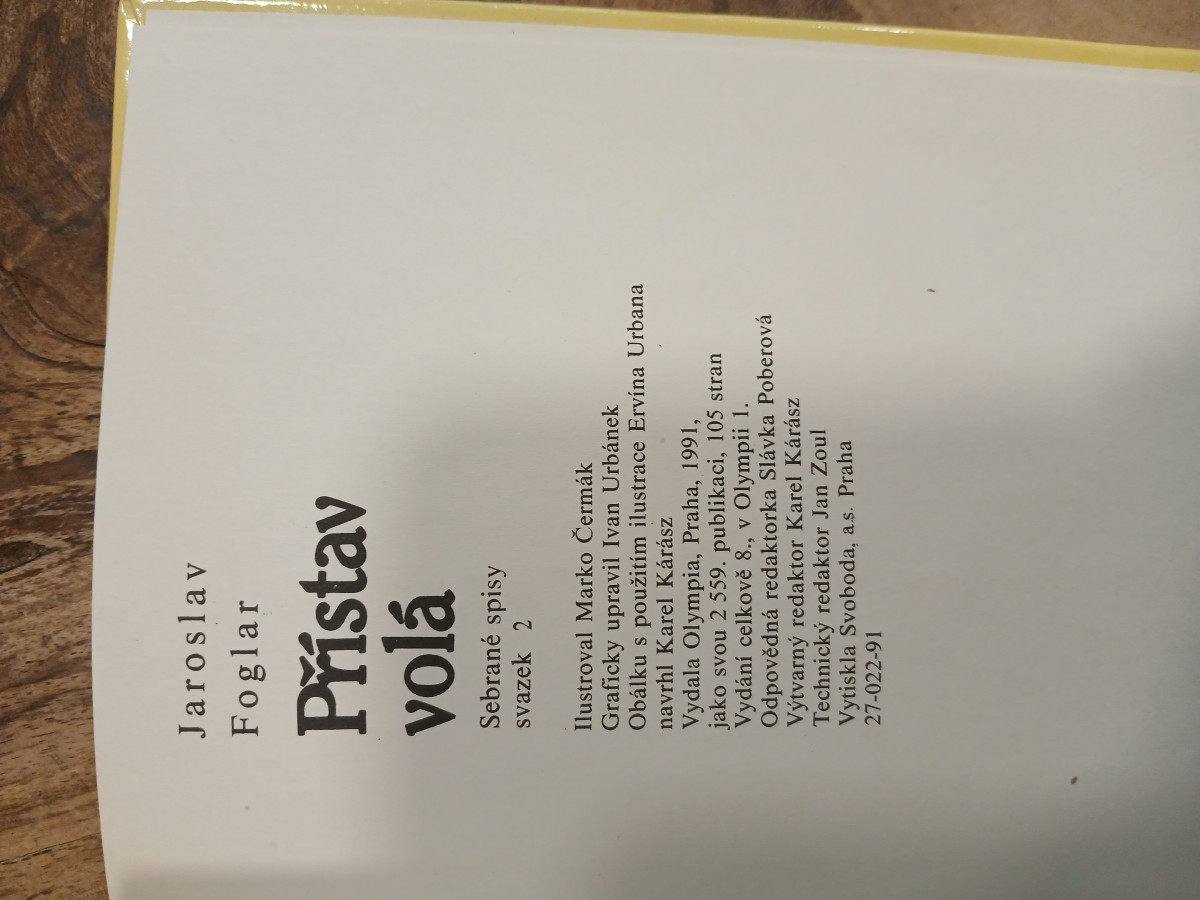 Jaroslav
Foglar
Přístav
volá
Sebrané spisy
svazek 2
Ilustroval Marko Čermák
Graficky upravil Ivan Urbánek
Obálku s použitím ilustrace Ervína Urbana
navrhl Karel Kárász
Vydala Olympia, Praha, 1991,
jako svou 2 559. publikaci, 105 stran
Vydání celkově 8., v Olympii 1.
Odpovědná redaktorka Slávka Poberová
Výtvarný redaktor Karel Kárász
Technický redaktor Jan Zoul
Vytiskla Svoboda, a.s. Praha
27-022-91